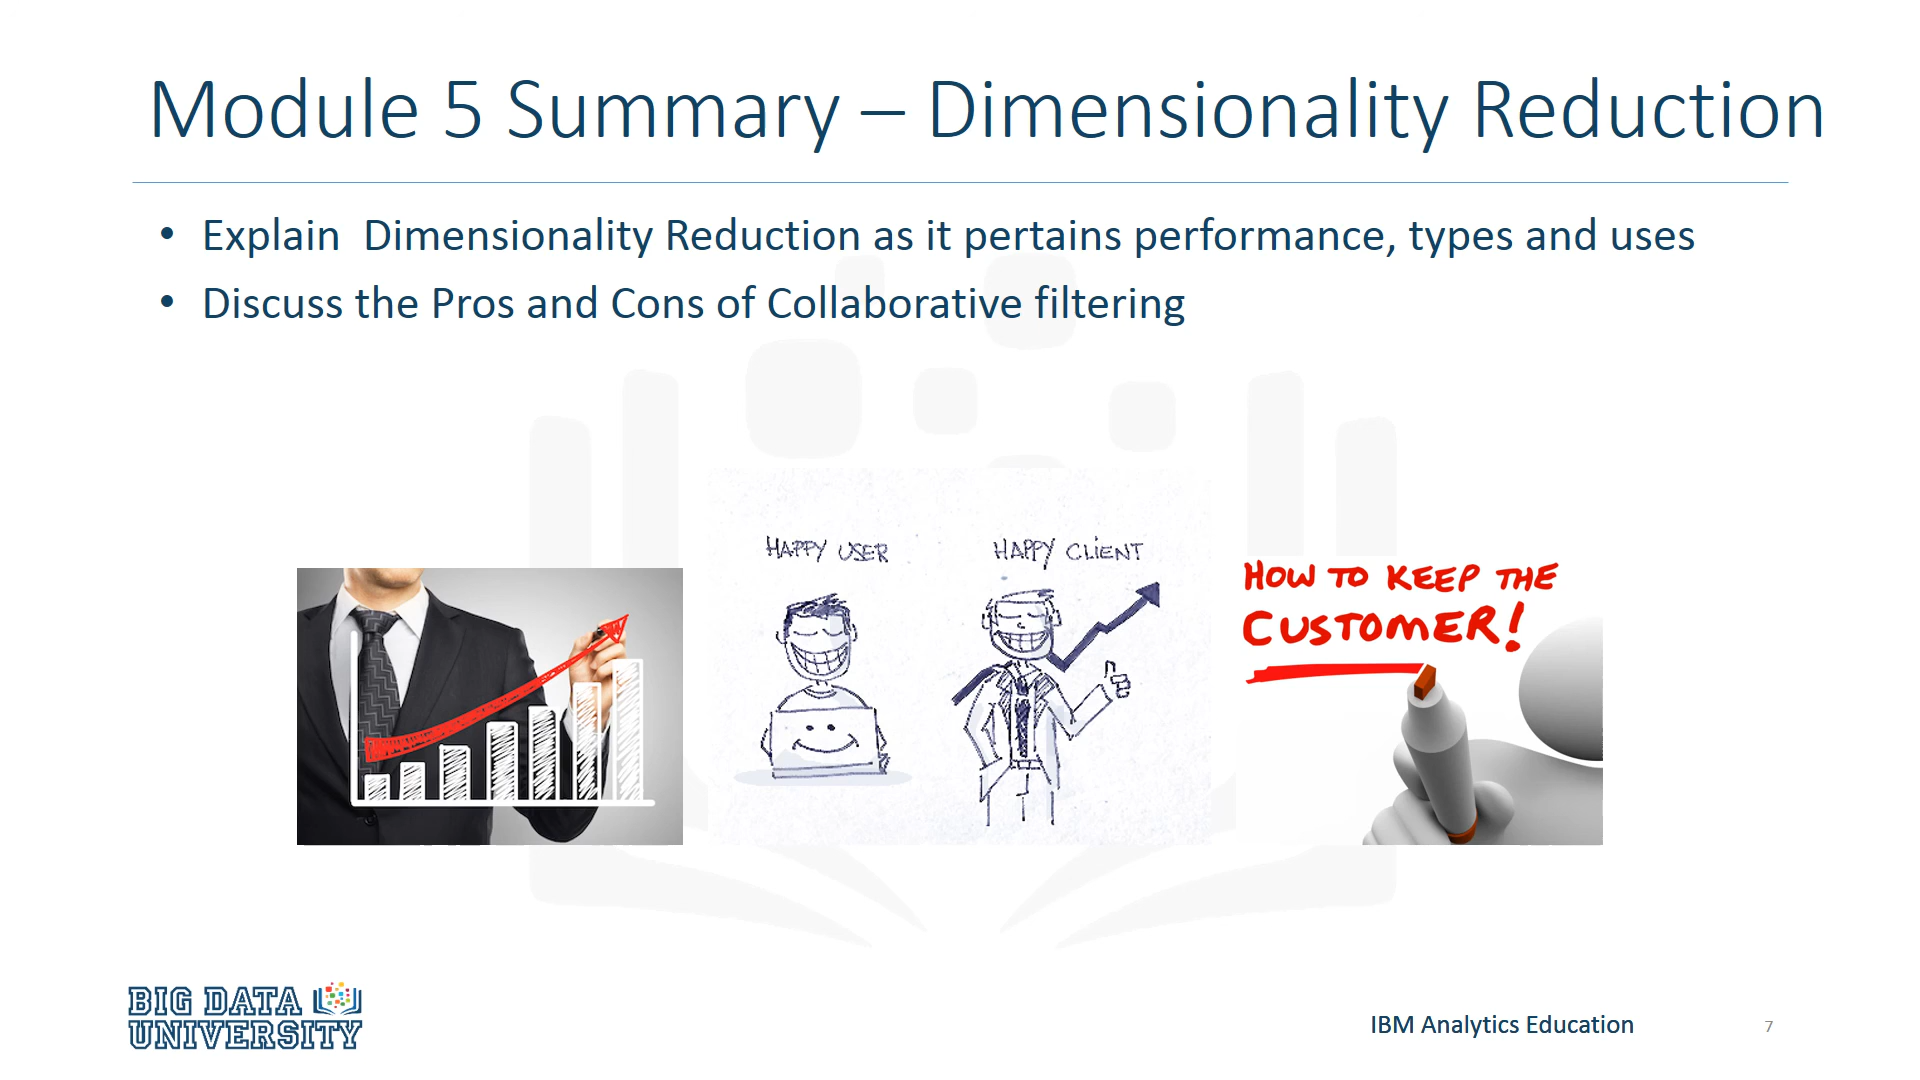 Module 5 Summary – Dimensionality Reduction
• Explain  Dimensionality Reduction as it pertains performance, types and uses
• Discuss the Pros and Cons of Collaborative filtering
HAPPY USER
HAPPY CLIENT
HOW TO KEEP THE
CUSTOMER!
BIG DATA
UNIVERSITY
IBM Analytics Education
7